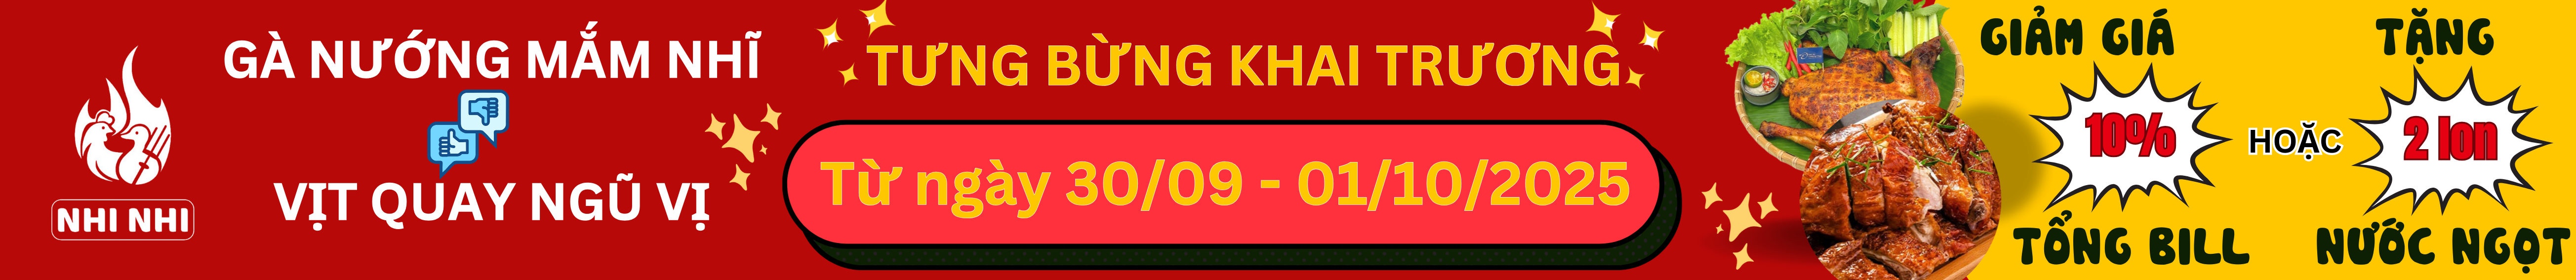 NHI NHI
GÀ NƯỚNG MẮM NHĨ
VỊT QUAY NGŨ VỊ
TƯNG BỪNG KHAI TRƯƠNG
Từ ngày 30/09 - 01/10/2025
GIẢM GIÁ
10%
TỔNG BILL
HOẶC
TẶNG
2 lon
NƯỚC NGỌT